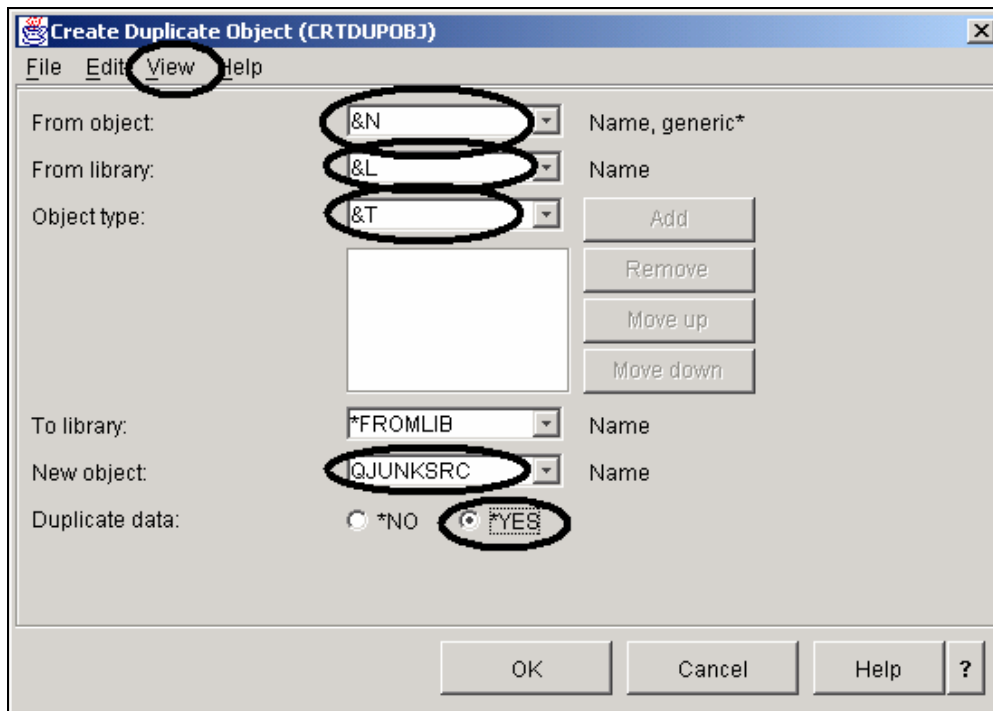 Create Duplicate Object (CRTDUPOBJ)
File Edit View Help
From object: &N Name, generic*
From library: &L Name
Object type: &T Add
Remove
Move up
Move down
To library: *FROMLIB Name
New object: QJUNKSRC Name
Duplicate data: *NO *YES
OK Cancel Help ?